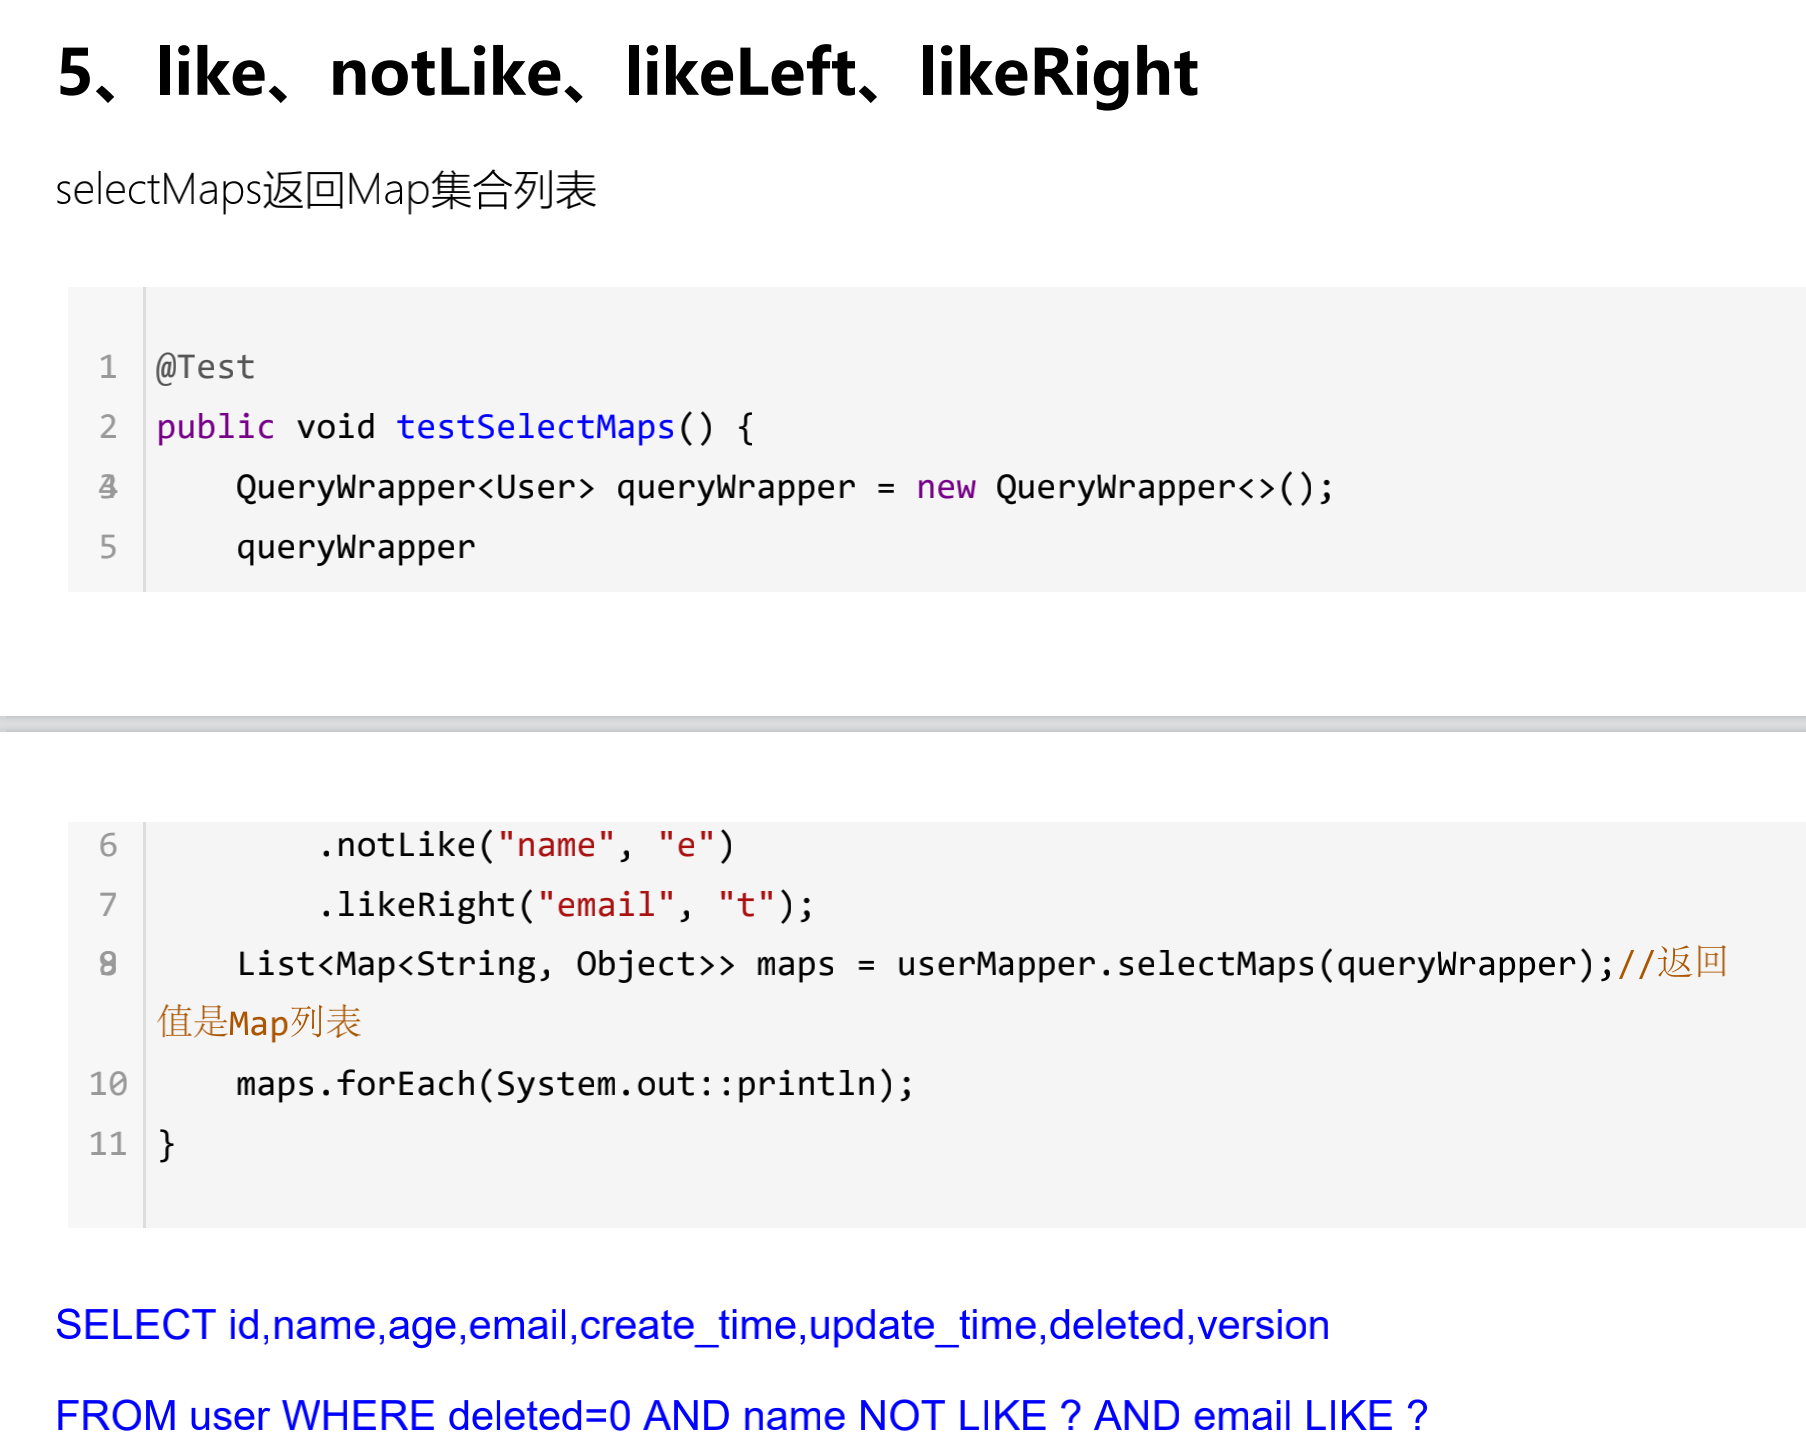 5、like、notLike、likeLeft、likeRight
selectMaps返回Map集合列表
1 @Test
2 public void testSelectMaps() {
3 4 QueryWrapper<User> queryWrapper = new QueryWrapper<>();
5 queryWrapper
6 .notLike("name", "e")
7 .likeRight("email", "t");
8 9 List<Map<String, Object>> maps = userMapper.selectMaps(queryWrapper);//返回
值是Map列表
10 maps.forEach(System.out::println);
11 }
SELECT id,name,age,email,create_time,update_time,deleted,version
FROM user WHERE deleted=0 AND name NOT LIKE ? AND email LIKE ?